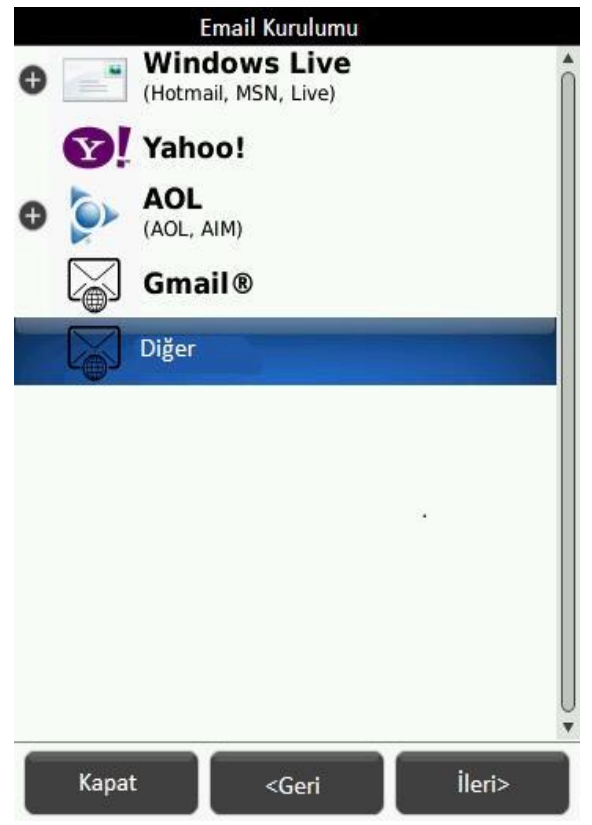 Email Kurulumu
Windows Live
(Hotmail, MSN, Live)
Y! Yahoo!
AOL
(AOL, AIM)
Gmail®
Diğer
Kapat
<Geri
İleri>